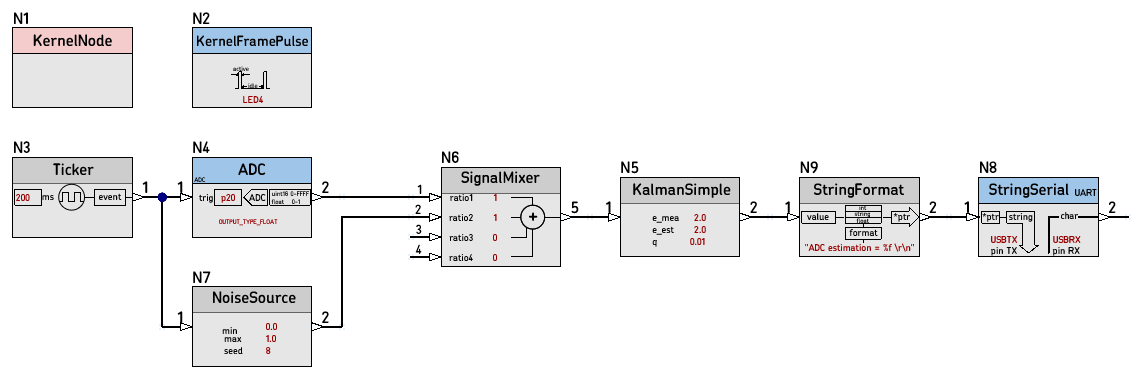 N1
KernelNode
N2
KernelFramePulse
active
idle
LED4
N3
Ticker
200 ms event
1
N4
ADC
ADC
1
trig p20 ADC uint16 0-FFFF
float 0-1
OUTPUT_TYPE_FLOAT
2
N7
NoiseSource
1
min 0.0
max 1.0
seed 8
2
N6
SignalMixer
1 ratio1 1
2 ratio2 1
3 ratio3 0
4 ratio4 0
+
5
N5
KalmanSimple
1
e_mea 2.0
e_est 2.0
q 0.01
2
N9
StringFormat
1
value
int
string
float
format
*ptr
"ADC estimation = %f \r\n"
2
N8
StringSerial UART
1
*ptr string char
USBTX USBRX
pin TX pin RX
2